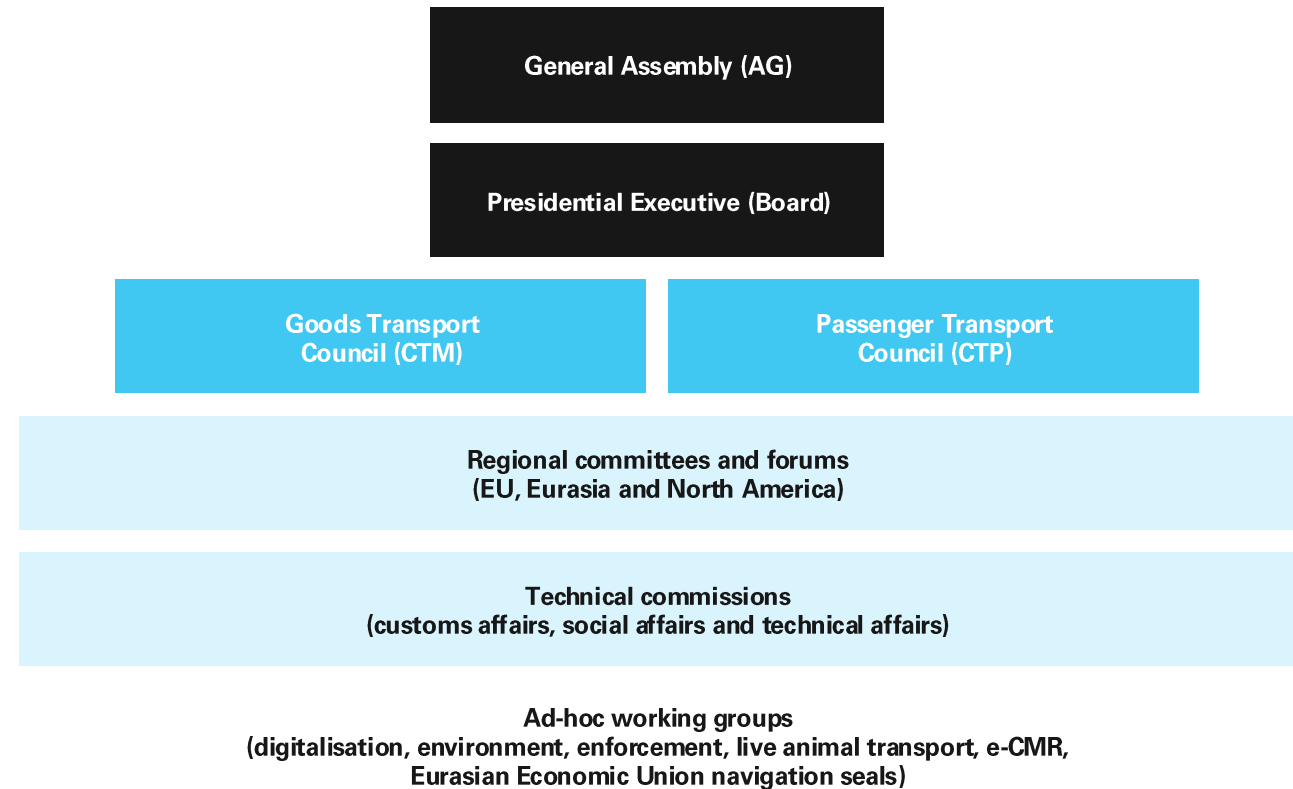 General Assembly (AG)
Presidential Executive (Board)
Goods Transport
Council (CTM)
Passenger Transport
Council (CTP)
Regional committees and forums
(EU, Eurasia and North America)
Technical commissions
(customs affairs, social affairs and technical affairs)
Ad-hoc working groups
(digitalisation, environment, enforcement, live animal transport, e-CMR,
Eurasian Economic Union navigation seals)